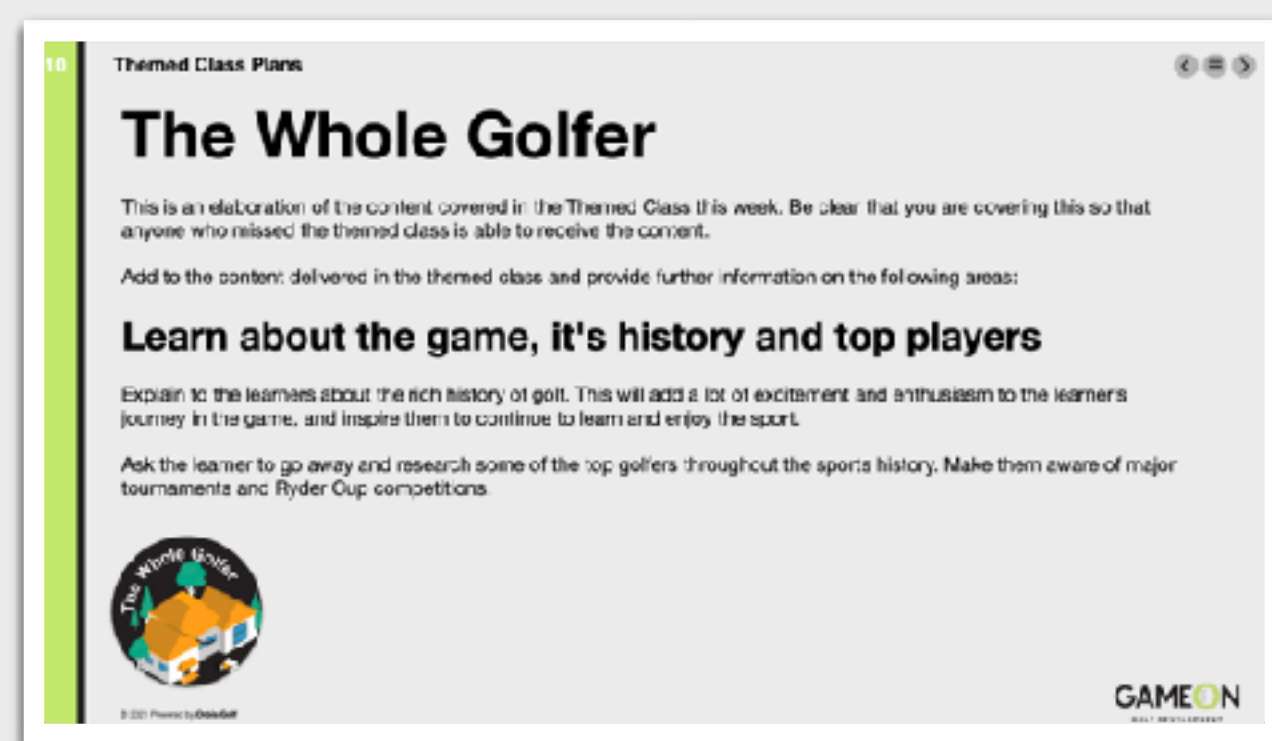 10
Themed Class Plans
The Whole Golfer
This is an elaboration of the content covered in the Themed Class this week. Be clear that you are covering this so that
anyone who missed the themed class is able to receive the content.
Add to the content delivered in the themed class and provide further information on the following areas:
Learn about the game, it's history and top players
Explain to the learners about the rich history of golf. This will add a lot of excitement and enthusiasm to the learner's
journey in the game, and inspire them to continue to learn and enjoy the sport.
Ask the learner to go away and research some of the top golfers throughout the sports history. Make them aware of major
tournaments and Ryder Cup competitions.
The Whole Golfer
© 2021 Powered by
GAMEON
GOLF DEVELOPMENT